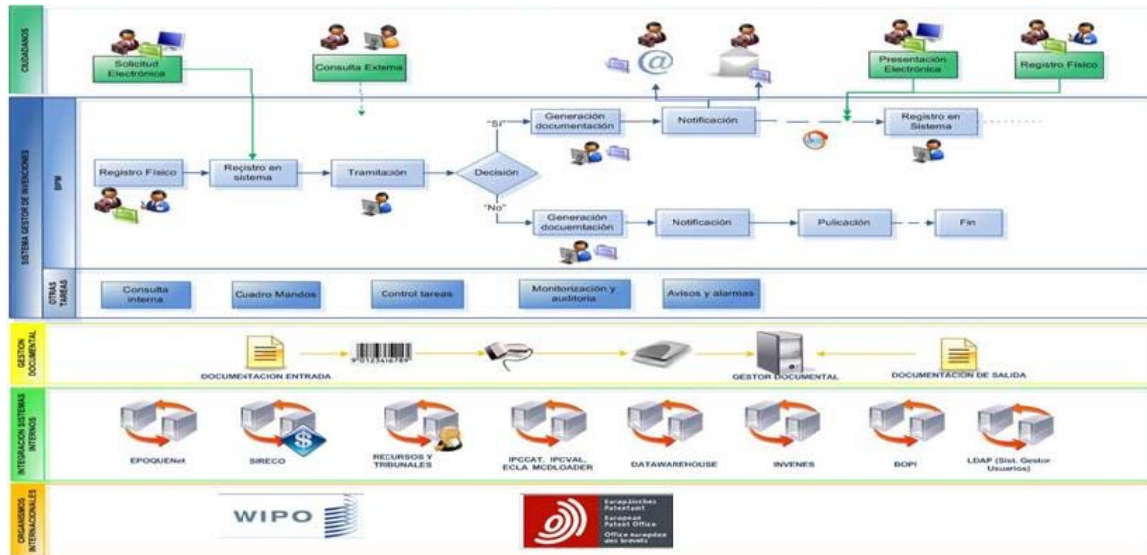 CIUDADANOS
Solicitud
Electrónica
Consulta Externa
@
Presentación
Electrónica
Registro Físico
SISTEMA GESTOR DE INVENCIONES
BPM
Registro Físico
Registro en
sistema
Tramitación
Decisión
"Sí"
Generación
documentación
Notificación
Registro en
Sistema
"No"
Generación
docuemtación
Notificación
Pulicación
Fin
OTRAS
TAREAS
Consulta
interna
Cuadro Mandos
Control tareas
Monitorización y
auditoria
Avisos y alarmas
GESTION
DOCUMENTAL
DOCUMENTACION ENTRADA
GESTOR DOCUMENTAL
DOCUMENTACION DE SALIDA
INTEGRACION SISTEMAS
INTERNOS
EPOQUENet
SIRECO
RECURSOS Y
TRIBUNALES
IPCCAT, IPCVAL,
ECLA MCDLOADER
DATAWAREHOUSE
INVENES
BOPI
LDAP (Sist. Gestor
Usuarios)
ORGANISMOS
INTERNACIONALES
WIPO
Europäisches
Patentamt
European
Patent Office
Office européen
des brevets